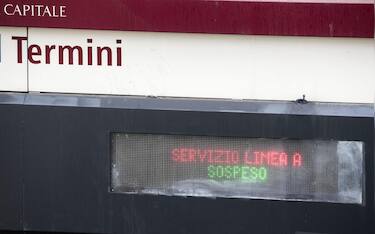 CAPITALE
Termini
SERVIZIO LINEA A
SOSPESO